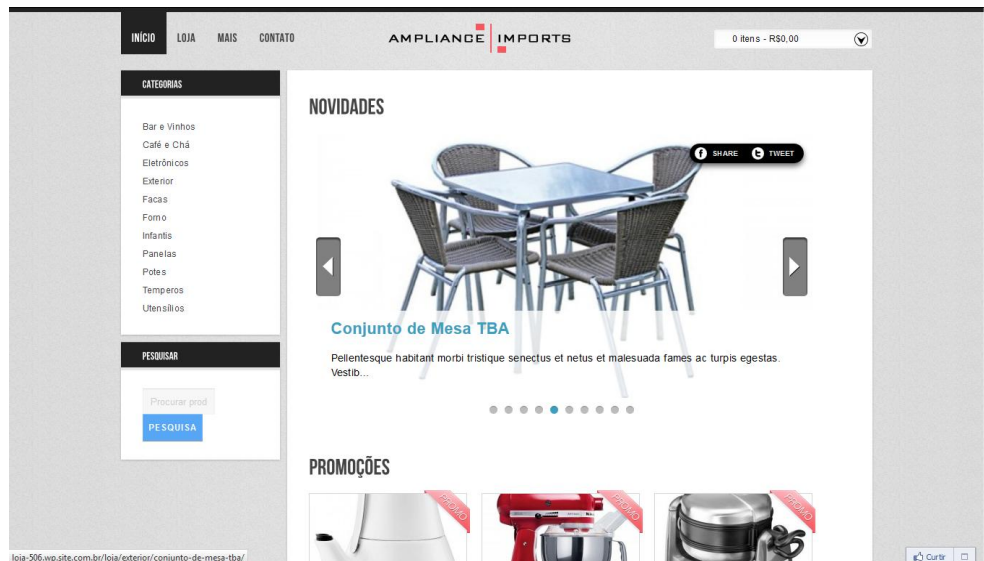 INÍCIO LOJA MAIS CONTATO
AMPLIANCE IMPORTS
0 itens - R$0,00
CATEGORIAS
Bar e Vinhos
Café e Chá
Eletrônicos
Exterior
Facas
Forno
Infantis
Panelas
Potes
Temperos
Utensílios
PESQUISAR
Procurar prod
PESQUISA
NOVIDADES
SHARE TWEET
Conjunto de Mesa TBA
Pellentesque habitant morbi tristique senectus et netus et malesuada fames ac turpis egestas.
Vestib...
PROMOÇÕES
PROMO
PROMO
PROMO
loja-506.wp.site.com.br/loja/exterior/conjunto-de-mesa-tba/
Curtir